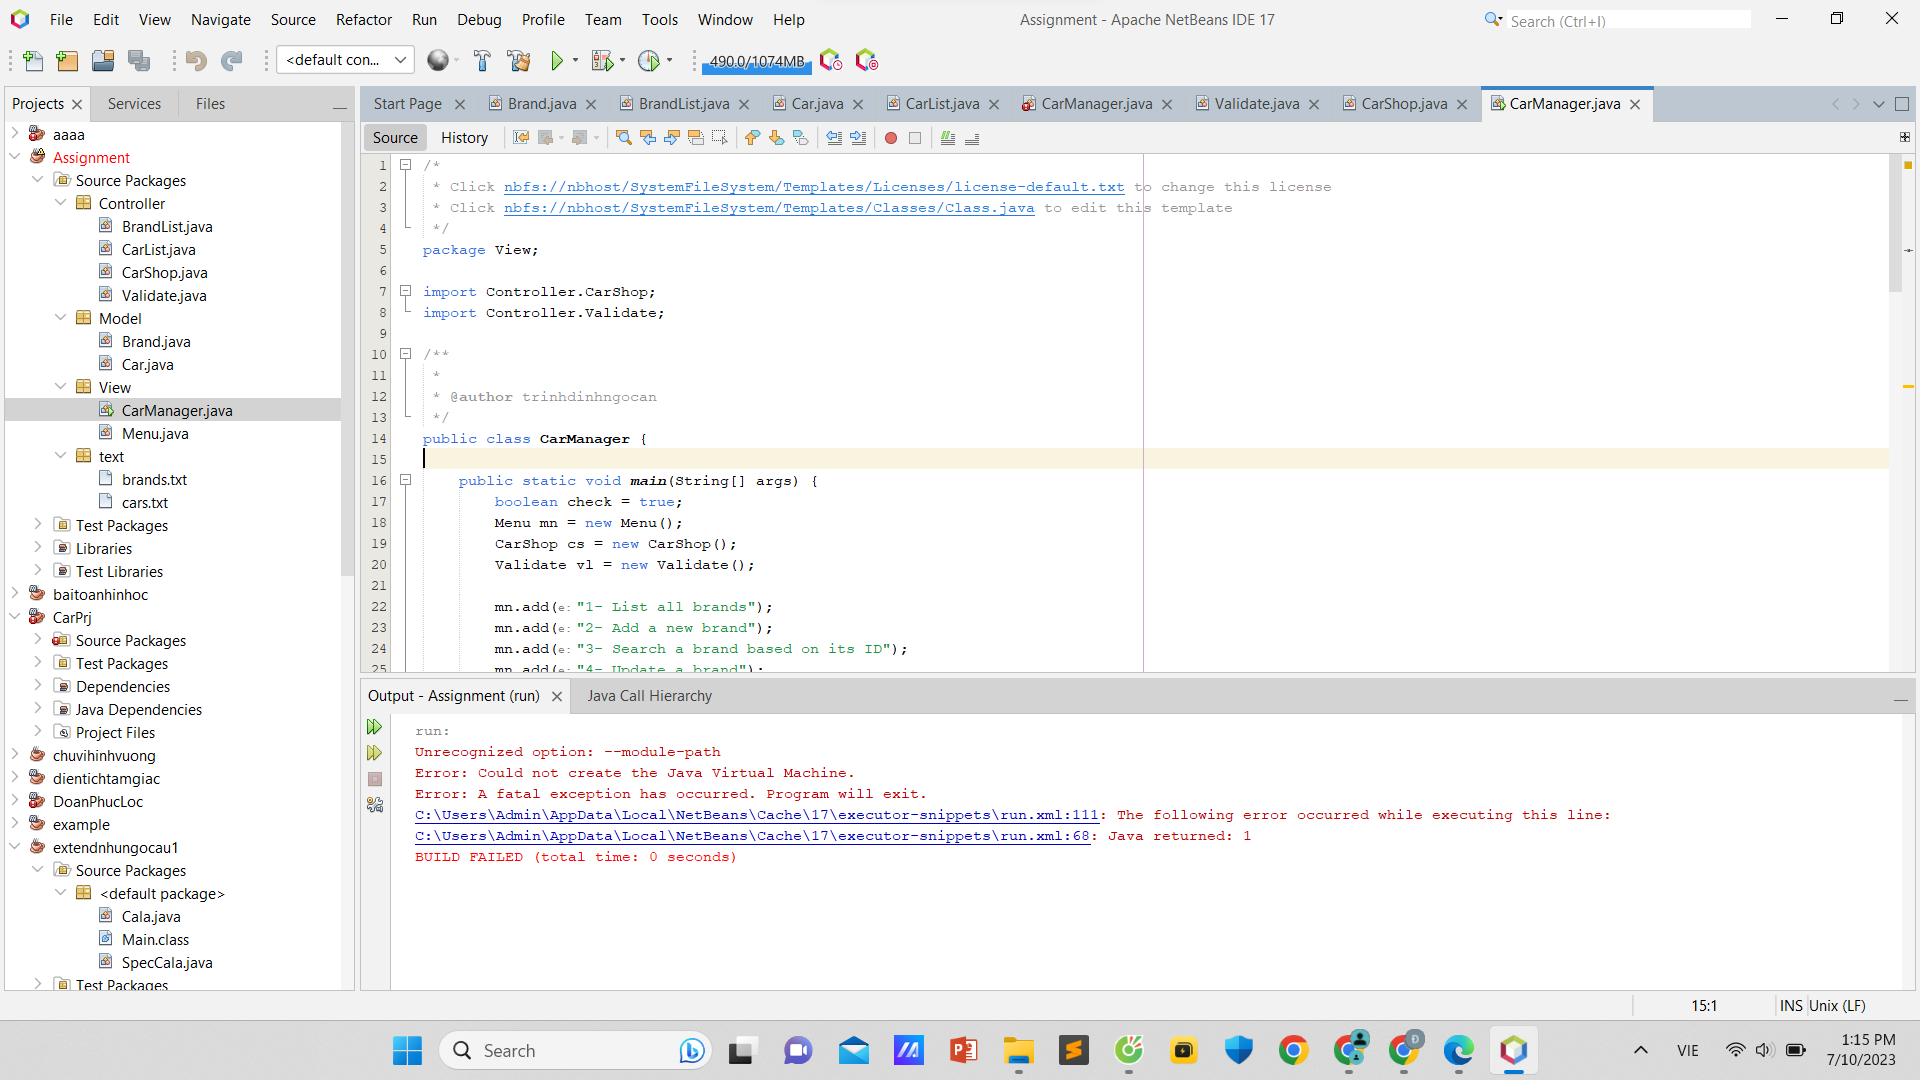 File Edit View Navigate Source Refactor Run Debug Profile Team Tools Window Help
Assignment - Apache NetBeans IDE 17
Search (Ctrl+I)
<default con...
490.0/1074MB
Projects Services Files
aaaa
Assignment
Source Packages
Controller
BrandList.java
CarList.java
CarShop.java
Validate.java
Model
Brand.java
Car.java
View
CarManager.java
Menu.java
text
brands.txt
cars.txt
Test Packages
Libraries
Test Libraries
baitoanhinhoc
CarPrj
Source Packages
Test Packages
Dependencies
Java Dependencies
Project Files
chuvihinhvuong
dientichtamgiac
DoanPhucLoc
example
extendnhungocau1
Source Packages
<default package>
Cala.java
Main.class
SpecCala.java
Test Packages
Start Page Brand.java BrandList.java Car.java CarList.java CarManager.java Validate.java CarShop.java CarManager.java
Source History
1 /*
2 * Click nbfs://nbhost/SystemFileSystem/Templates/Licenses/license-default.txt to change this license
3 * Click nbfs://nbhost/SystemFileSystem/Templates/Classes/Class.java to edit this template
4 */
5 package View;
6
7 import Controller.CarShop;
8 import Controller.Validate;
9
10 /**
11 *
12 * @author trinhdinhngocan
13 */
14 public class CarManager {
15
16 public static void main(String[] args) {
17 boolean check = true;
18 Menu mn = new Menu();
19 CarShop cs = new CarShop();
20 Validate vl = new Validate();
21
22 mn.add(e: "1- List all brands");
23 mn.add(e: "2- Add a new brand");
24 mn.add(e: "3- Search a brand based on its ID");
25 mn.add(e: "4- Update a brand");
Output - Assignment (run) Java Call Hierarchy
run:
Unrecognized option: --module-path
Error: Could not create the Java Virtual Machine.
Error: A fatal exception has occurred. Program will exit.
C:\Users\Admin\AppData\Local\NetBeans\Cache\17\executor-snippets\run.xml:111: The following error occurred while executing this line:
C:\Users\Admin\AppData\Local\NetBeans\Cache\17\executor-snippets\run.xml:68: Java returned: 1
BUILD FAILED (total time: 0 seconds)
15:1 INS Unix (LF)
Search
VIE
1:15 PM
7/10/2023